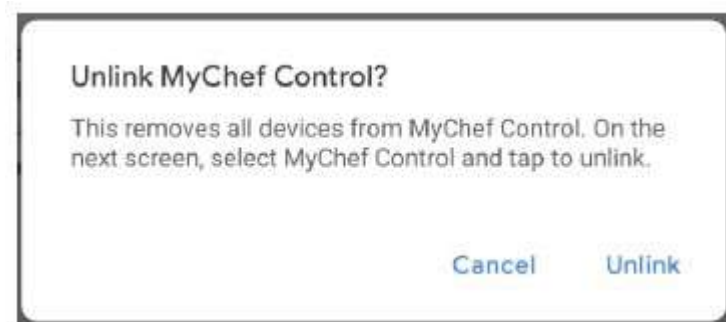 Unlink MyChef Control?
This removes all devices from MyChef Control. On the
next screen, select MyChef Control and tap to unlink.
Cancel Unlink